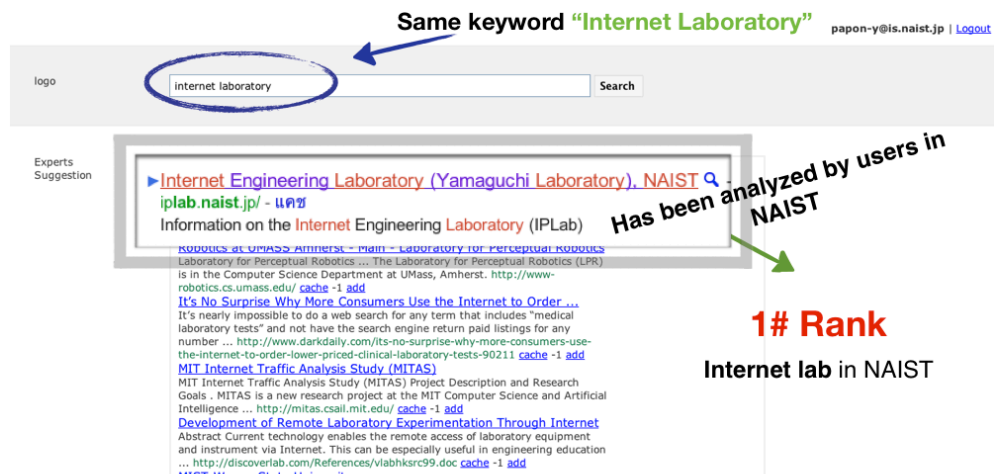 Same keyword “Internet Laboratory”
papon-y@is.naist.jp | Logout
logo
internet laboratory
Search
Experts
Suggestion
Internet Engineering Laboratory (Yamaguchi Laboratory), NAIST -
iplab.naist.jp/ - แคช
Information on the Internet Engineering Laboratory (IPLab)
Has been analyzed by users in
NAIST
Robotics at UMASS Amherst - Main - Laboratory for Perceptual Robotics
Laboratory for Perceptual Robotics ... The Laboratory for Perceptual Robotics (LPR)
is in the Computer Science Department at UMass, Amherst. http://www-
robotics.cs.umass.edu/ cache -1 add
It's No Surprise Why More Consumers Use the Internet to Order ...
It's nearly impossible to do a web search for any term that includes “medical
laboratory tests” and not have the search engine return paid listings for any
number ... http://www.darkdaily.com/its-no-surprise-why-more-consumers-use-
the-internet-to-order-lower-priced-clinical-laboratory-tests-90211 cache -1 add
MIT Internet Traffic Analysis Study (MITAS)
MIT Internet Traffic Analysis Study (MITAS) Project Description and Research
Goals . MITAS is a new research project at the MIT Computer Science and Artificial
Intelligence ... http://mitas.csail.mit.edu/ cache -1 add
Development of Remote Laboratory Experimentation Through Internet
Abstract Current technology enables the remote access of laboratory equipment
and instrument via Internet. This can be especially useful in engineering education
... http://discoverlab.com/References/vlabhksrc99.doc cache -1 add
1# Rank
Internet lab in NAIST